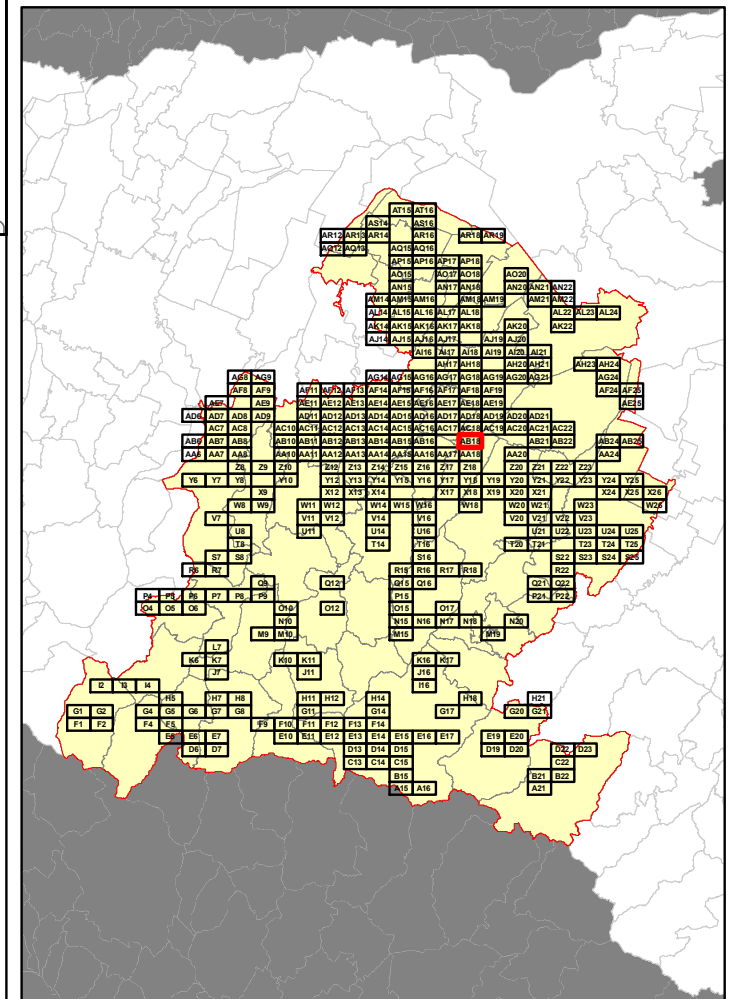 AT15 AT16
AS14 AS16
AR12 AR13 AR14 AR16 AR18 AR19
AQ12 AQ13 AQ15 AQ16
AP15 AP16 AP17 AP18
AO15 AO17 AO18 AO20
AN15 AN17 AN18 AN20 AN21 AN22
AM14 AM15 AM16 AM18 AM19 AM21 AM22
AL14 AL15 AL16 AL17 AL18 AL22 AL23 AL24
AK14 AK15 AK16 AK17 AK18 AK20 AK22
AJ14 AJ15 AJ16 AJ17 AJ19 AJ20
AI16 AI17 AI18 AI19 AI20 AI21
AH16 AH17 AH18 AH20 AH21 AH23 AH24
AG8 AG9 AG14 AG15 AG16 AG17 AG18 AG19 AG20 AG21 AG24
AF8 AF9 AF11 AF12 AF13 AF14 AF15 AF16 AF17 AF18 AF19 AF24 AF25
AE7 AE9 AE11 AE12 AE13 AE14 AE15 AE16 AE17 AE18 AE19 AE25
AD6 AD7 AD8 AD9 AD11 AD12 AD13 AD14 AD15 AD16 AD17 AD18 AD19 AD20 AD21
AC7 AC8 AC10 AC11 AC12 AC13 AC14 AC15 AC16 AC17 AC18 AC19 AC20 AC21 AC22
AB6 AB7 AB8 AB10 AB11 AB12 AB13 AB14 AB15 AB16 AB18 AB21 AB22 AB24 AB25
AA6 AA7 AA8 AA10 AA11 AA12 AA13 AA14 AA15 AA16 AA17 AA18 AA20 AA24
Z8 Z9 Z10 Z12 Z13 Z14 Z15 Z16 Z17 Z18 Z20 Z21 Z22 Z23
Y6 Y7 Y8 Y10 Y12 Y13 Y14 Y15 Y16 Y17 Y18 Y19 Y20 Y21 Y22 Y23 Y24 Y25
X9 X12 X13 X14 X17 X18 X19 X20 X21 X24 X25 X26
W8 W9 W11 W12 W14 W15 W16 W18 W20 W21 W23 W26
V7 V11 V12 V14 V16 V20 V21 V22 V23
U8 U11 U14 U16 U21 U22 U23 U24 U25
T8 T14 T16 T20 T21 T23 T24 T25
S7 S8 S16 S22 S23 S24 S25
R6 R7 R15 R16 R17 R18 R22
Q9 Q12 Q15 Q16 Q21 Q22
P4 P5 P6 P7 P8 P9 P15 P21 P22
O4 O5 O6 O10 O12 O15 O17
N10 N15 N16 N17 N18 N20
M9 M10 M15 M19
L7
K6 K7 K10 K11 K16 K17
J7 J11 J16
I2 I3 I4 I16
H5 H7 H8 H11 H12 H14 H18 H21
G1 G2 G4 G5 G6 G7 G8 G11 G14 G17 G20 G21
F1 F2 F4 F5 F9 F10 F11 F12 F13 F14
E5 E6 E7 E10 E11 E12 E13 E14 E15 E16 E17 E19 E20
D6 D7 D13 D14 D15 D19 D20 D22 D23
C13 C14 C15 C22
B15 B21 B22
A15 A16 A21